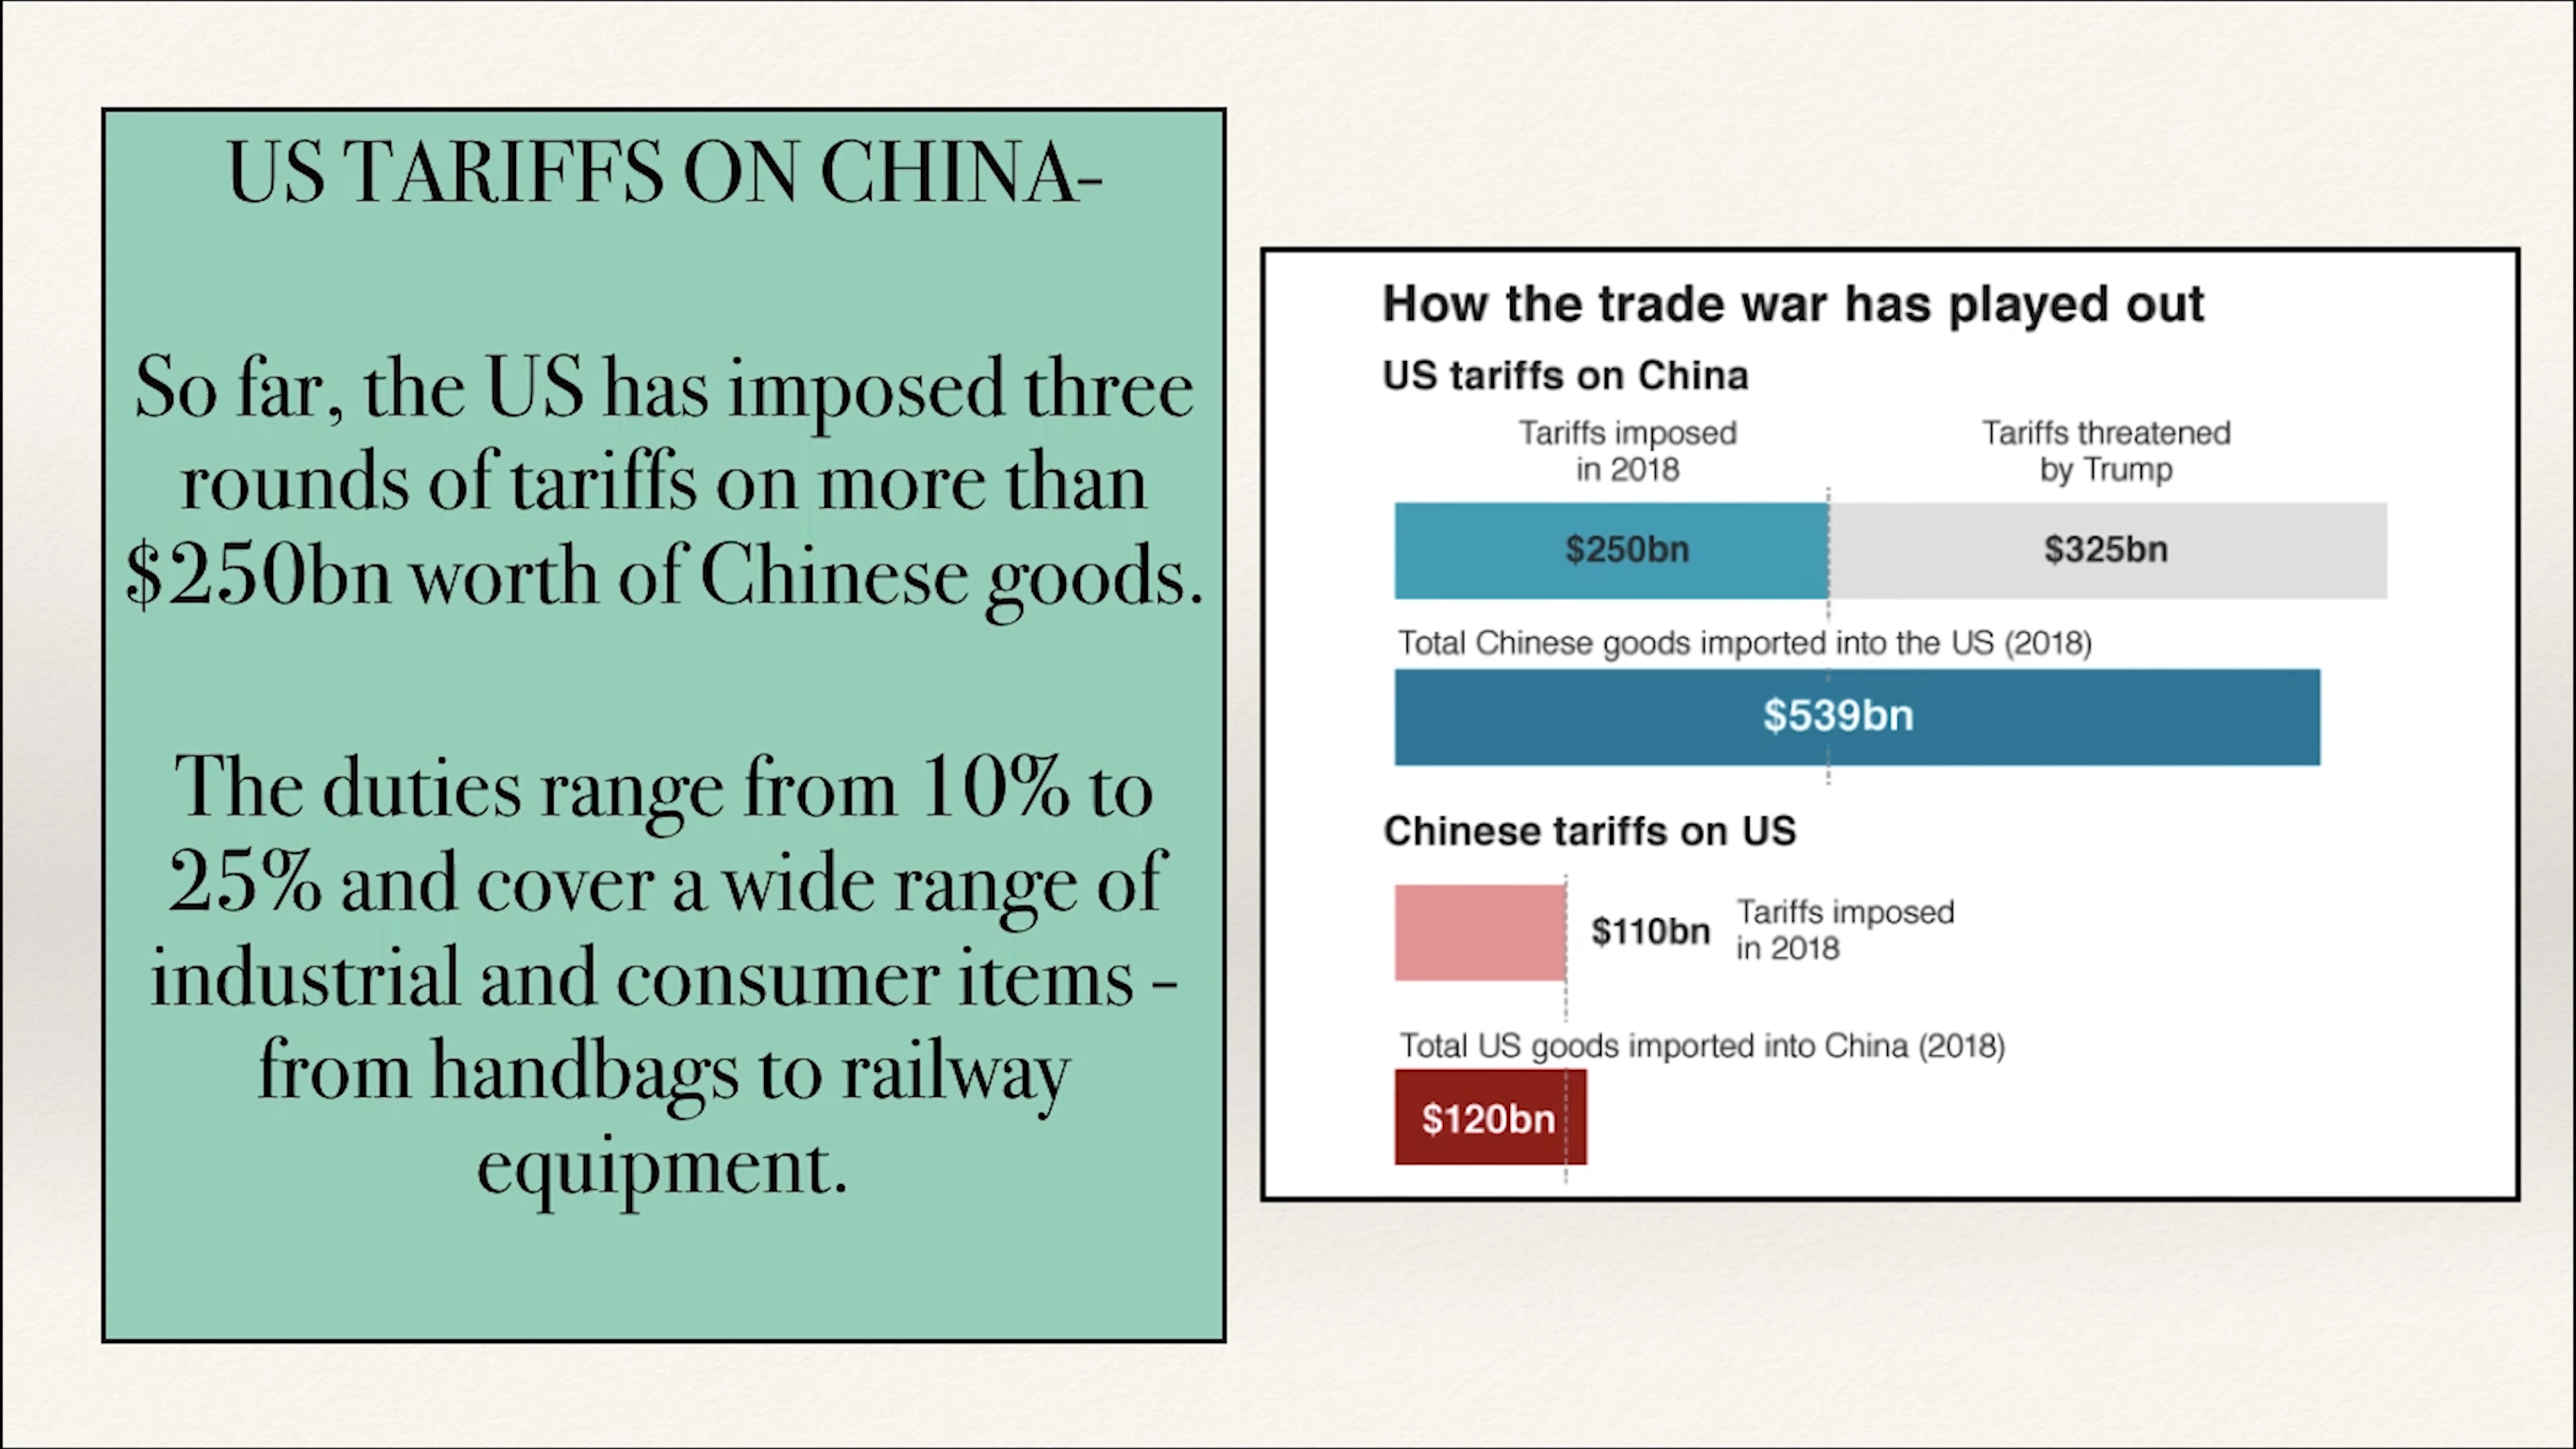 US TARIFFS ON CHINA-
So far, the US has imposed three
rounds of tariffs on more than
$250bn worth of Chinese goods.
The duties range from 10% to
25% and cover a wide range of
industrial and consumer items -
from handbags to railway
equipment.
How the trade war has played out
US tariffs on China
Tariffs imposed
in 2018
Tariffs threatened
by Trump
$250bn
$325bn
Total Chinese goods imported into the US (2018)
$539bn
Chinese tariffs on US
$110bn
Tariffs imposed
in 2018
Total US goods imported into China (2018)
$120bn